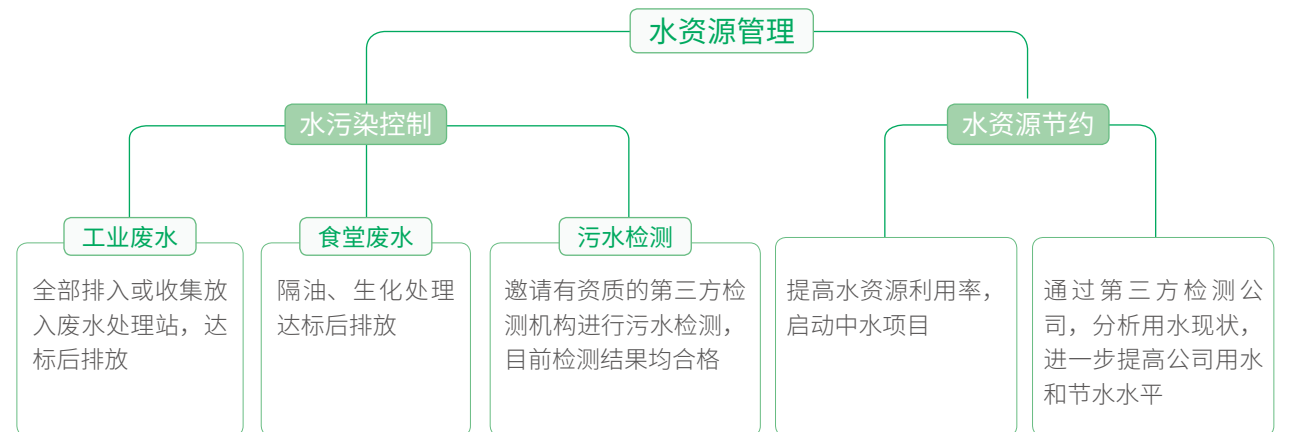 水资源管理
水污染控制
水资源节约
工业废水
全部排入或收集放
入废水处理站，达
标后排放
食堂废水
隔油、生化处理
达标后排放
污水检测
邀请有资质的第三方检
测机构进行污水检测，
目前检测结果均合格
提高水资源利用率，
启动中水项目
通过第三方检测公
司，分析用水现状，
进一步提高公司用水
和节水水平